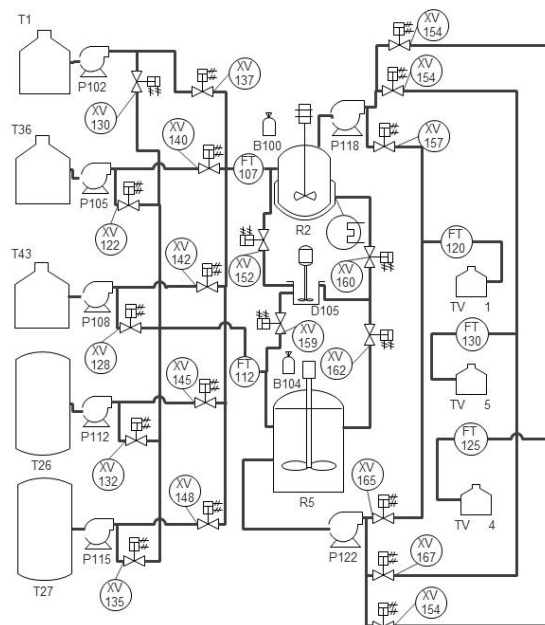 T1
XV
154
XV
154
XV
137
P102
XV
130
B100
P118
XV
157
T36
XV
140
FT
107
P105
R2
XV
122
FT
120
XV
152
XV
160
TV 1
T43
XV
142
D105
P108
XV
159
FT
130
XV
128
FT
112
XV
162
B104
XV
145
TV 5
T26
P112
XV
132
FT
125
XV
148
XV
165
R5
TV 4
P115
P122
T27
XV
135
XV
167
XV
154